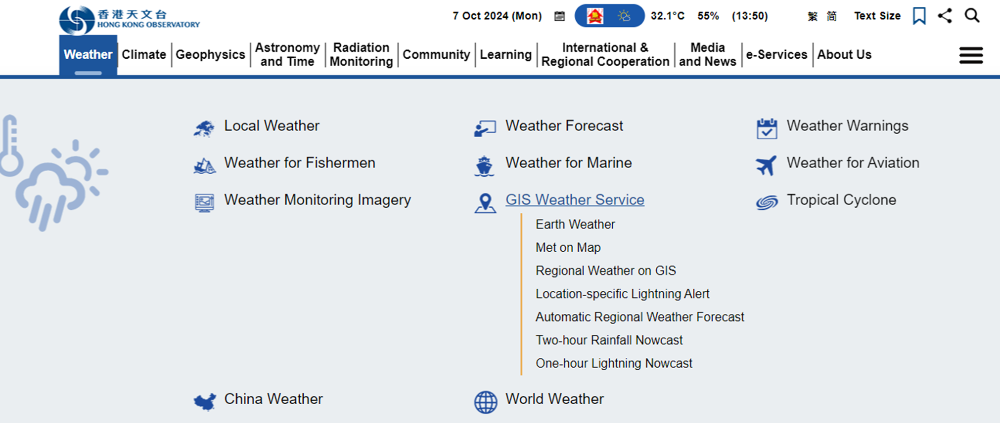 香港天文台
HONG KONG OBSERVATORY
7 Oct 2024 (Mon) 32.1°C 55% (13:50) 繁 简 Text Size
Weather
Climate
Geophysics
Astronomy
and Time
Radiation
Monitoring
Community
Learning
International &
Regional Cooperation
Media
and News
e-Services
About Us
Local Weather
Weather Forecast
Weather Warnings
Weather for Fishermen
Weather for Marine
Weather for Aviation
Weather Monitoring Imagery
GIS Weather Service
Tropical Cyclone
Earth Weather
Met on Map
Regional Weather on GIS
Location-specific Lightning Alert
Automatic Regional Weather Forecast
Two-hour Rainfall Nowcast
One-hour Lightning Nowcast
China Weather
World Weather